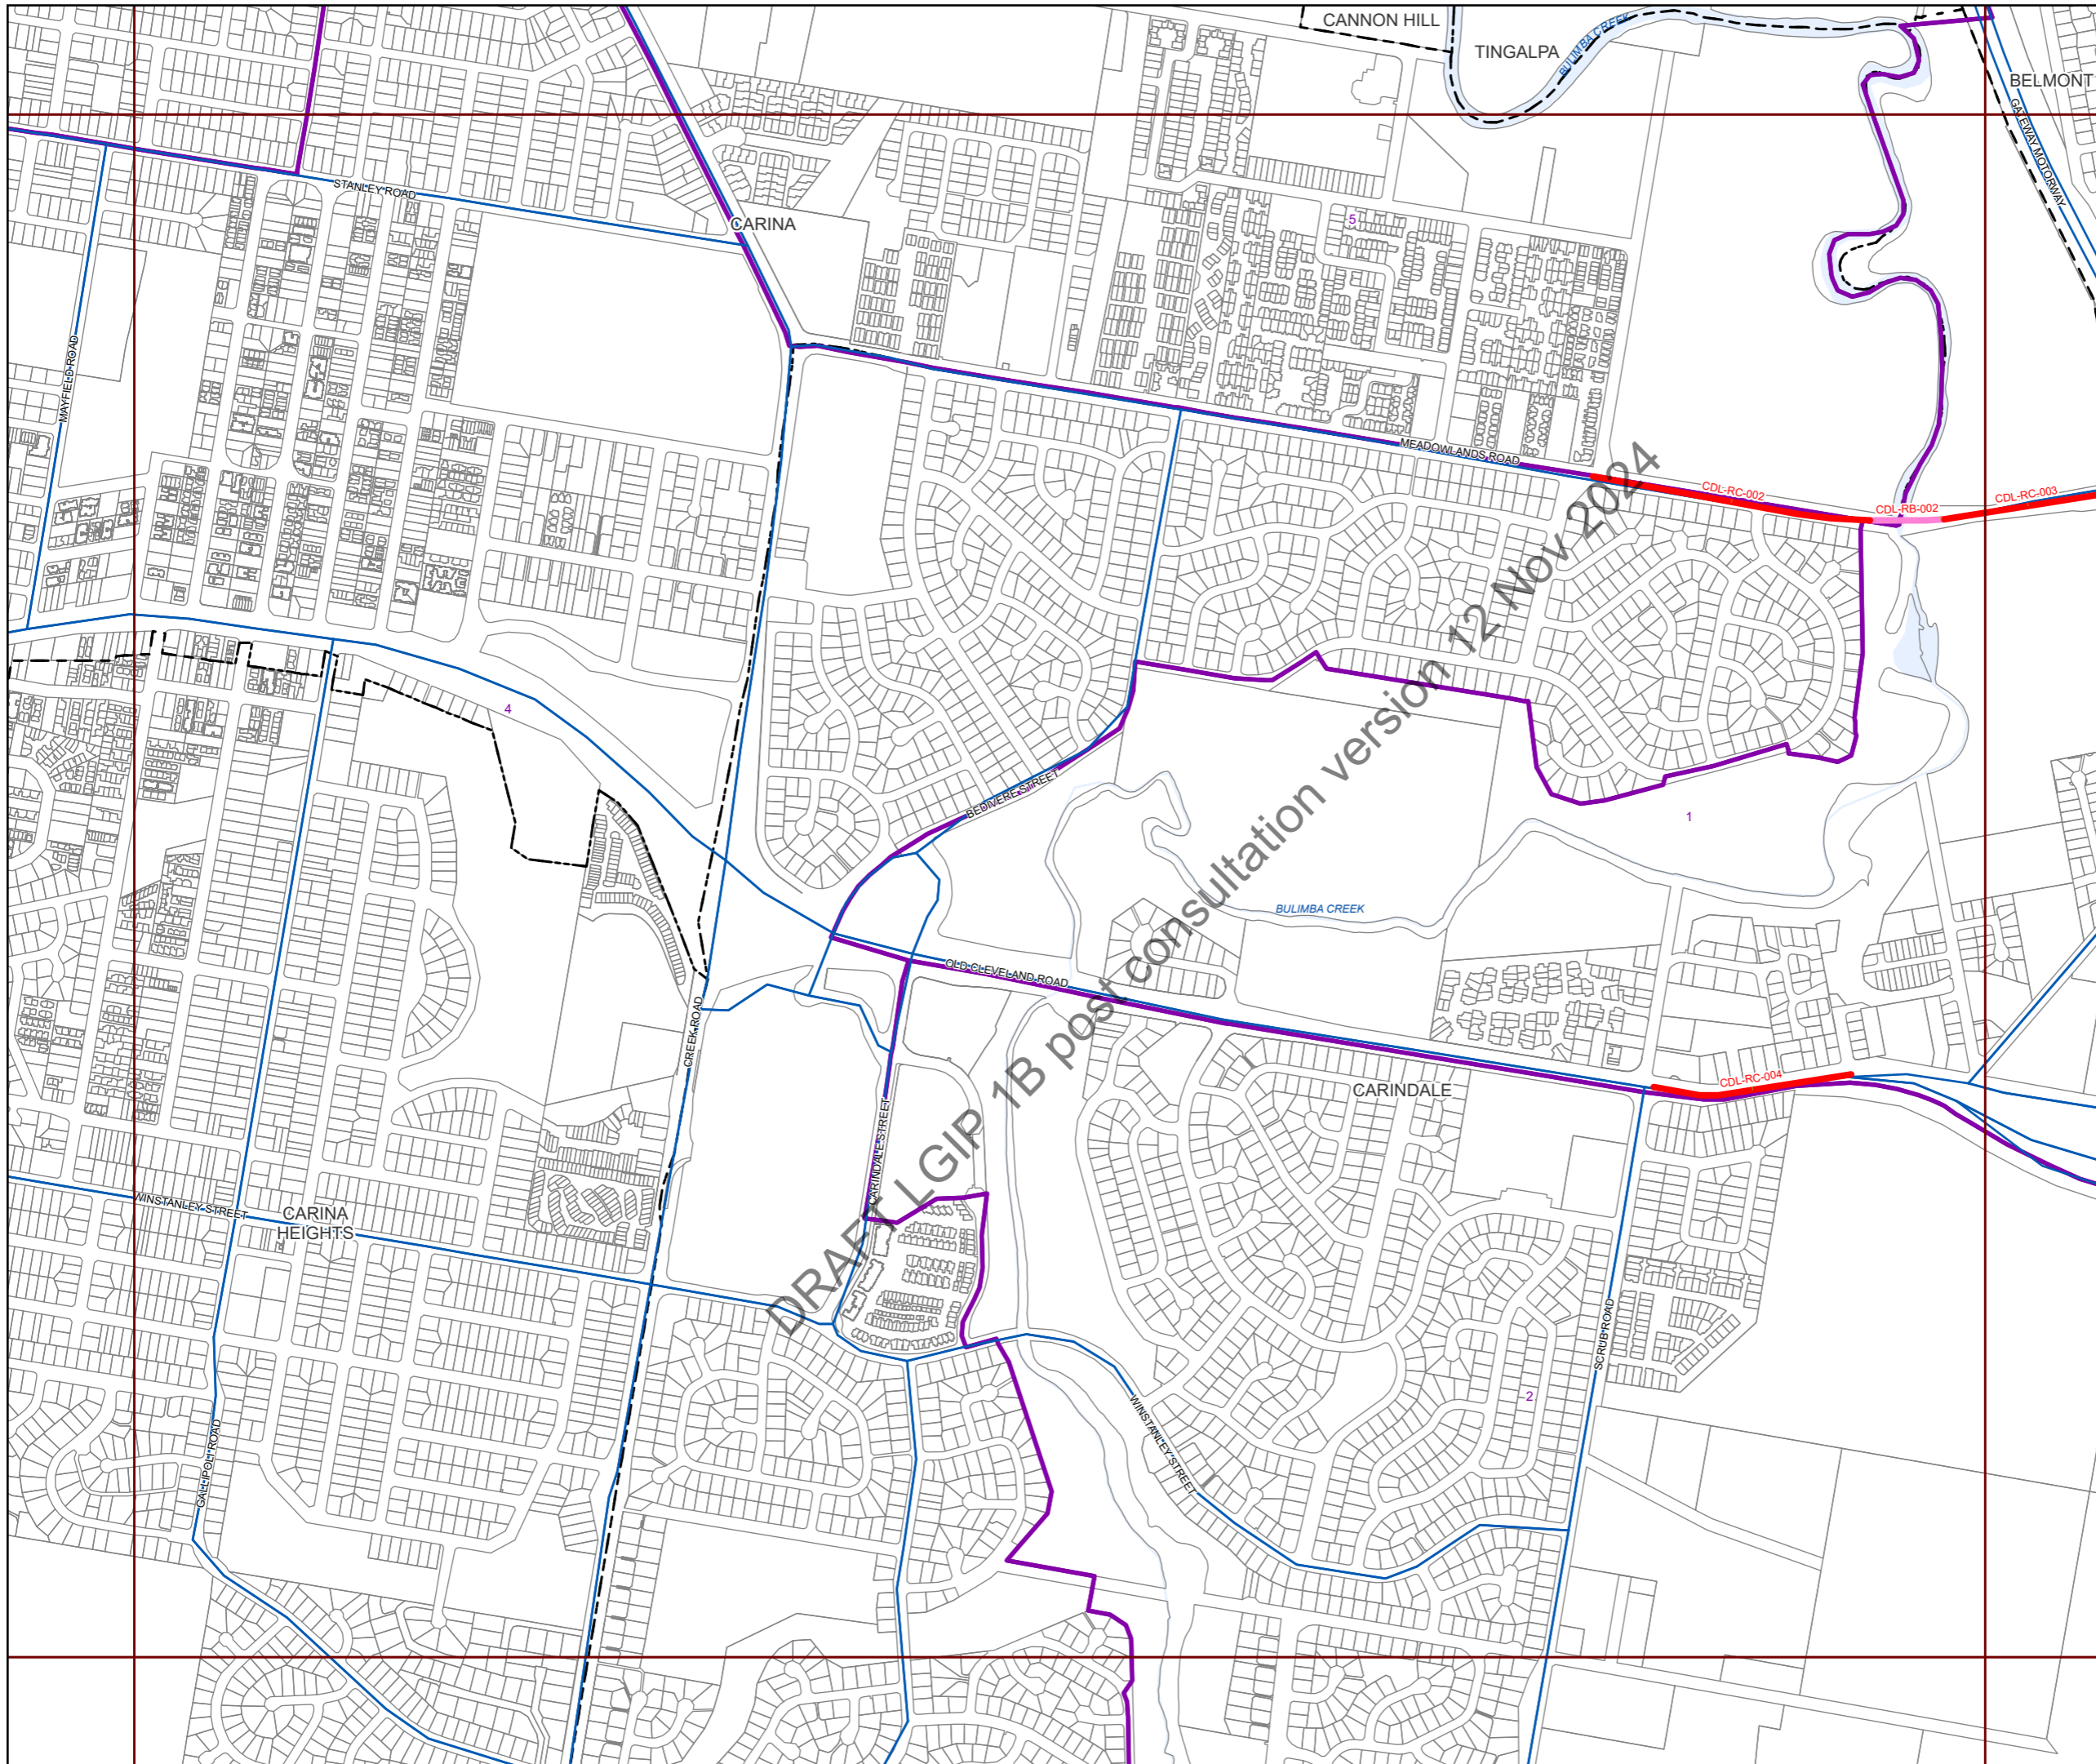 CANNON HILL
TINGALPA
BULIMBA CREEK
BELMONT
GATEWAY MOTORWAY
STANLEY ROAD
CARINA
5
MAYFIELD ROAD
MEADOWLANDS ROAD
CDL-RC-002
CDL-RB-002
CDL-RC-003
4
BEDIVERE STREET
1
BULIMBA CREEK
OLD CLEVELAND ROAD
CREEK ROAD
CARINDALE
CDL-RC-004
CARINDALE STREET
WINSTANLEY STREET
CARINA
HEIGHTS
SCRUB ROAD
2
WINSTANLEY STREET
GALLIPOLI ROAD
DRAFT LGIP 1B post consultation version 12 Nov 2024